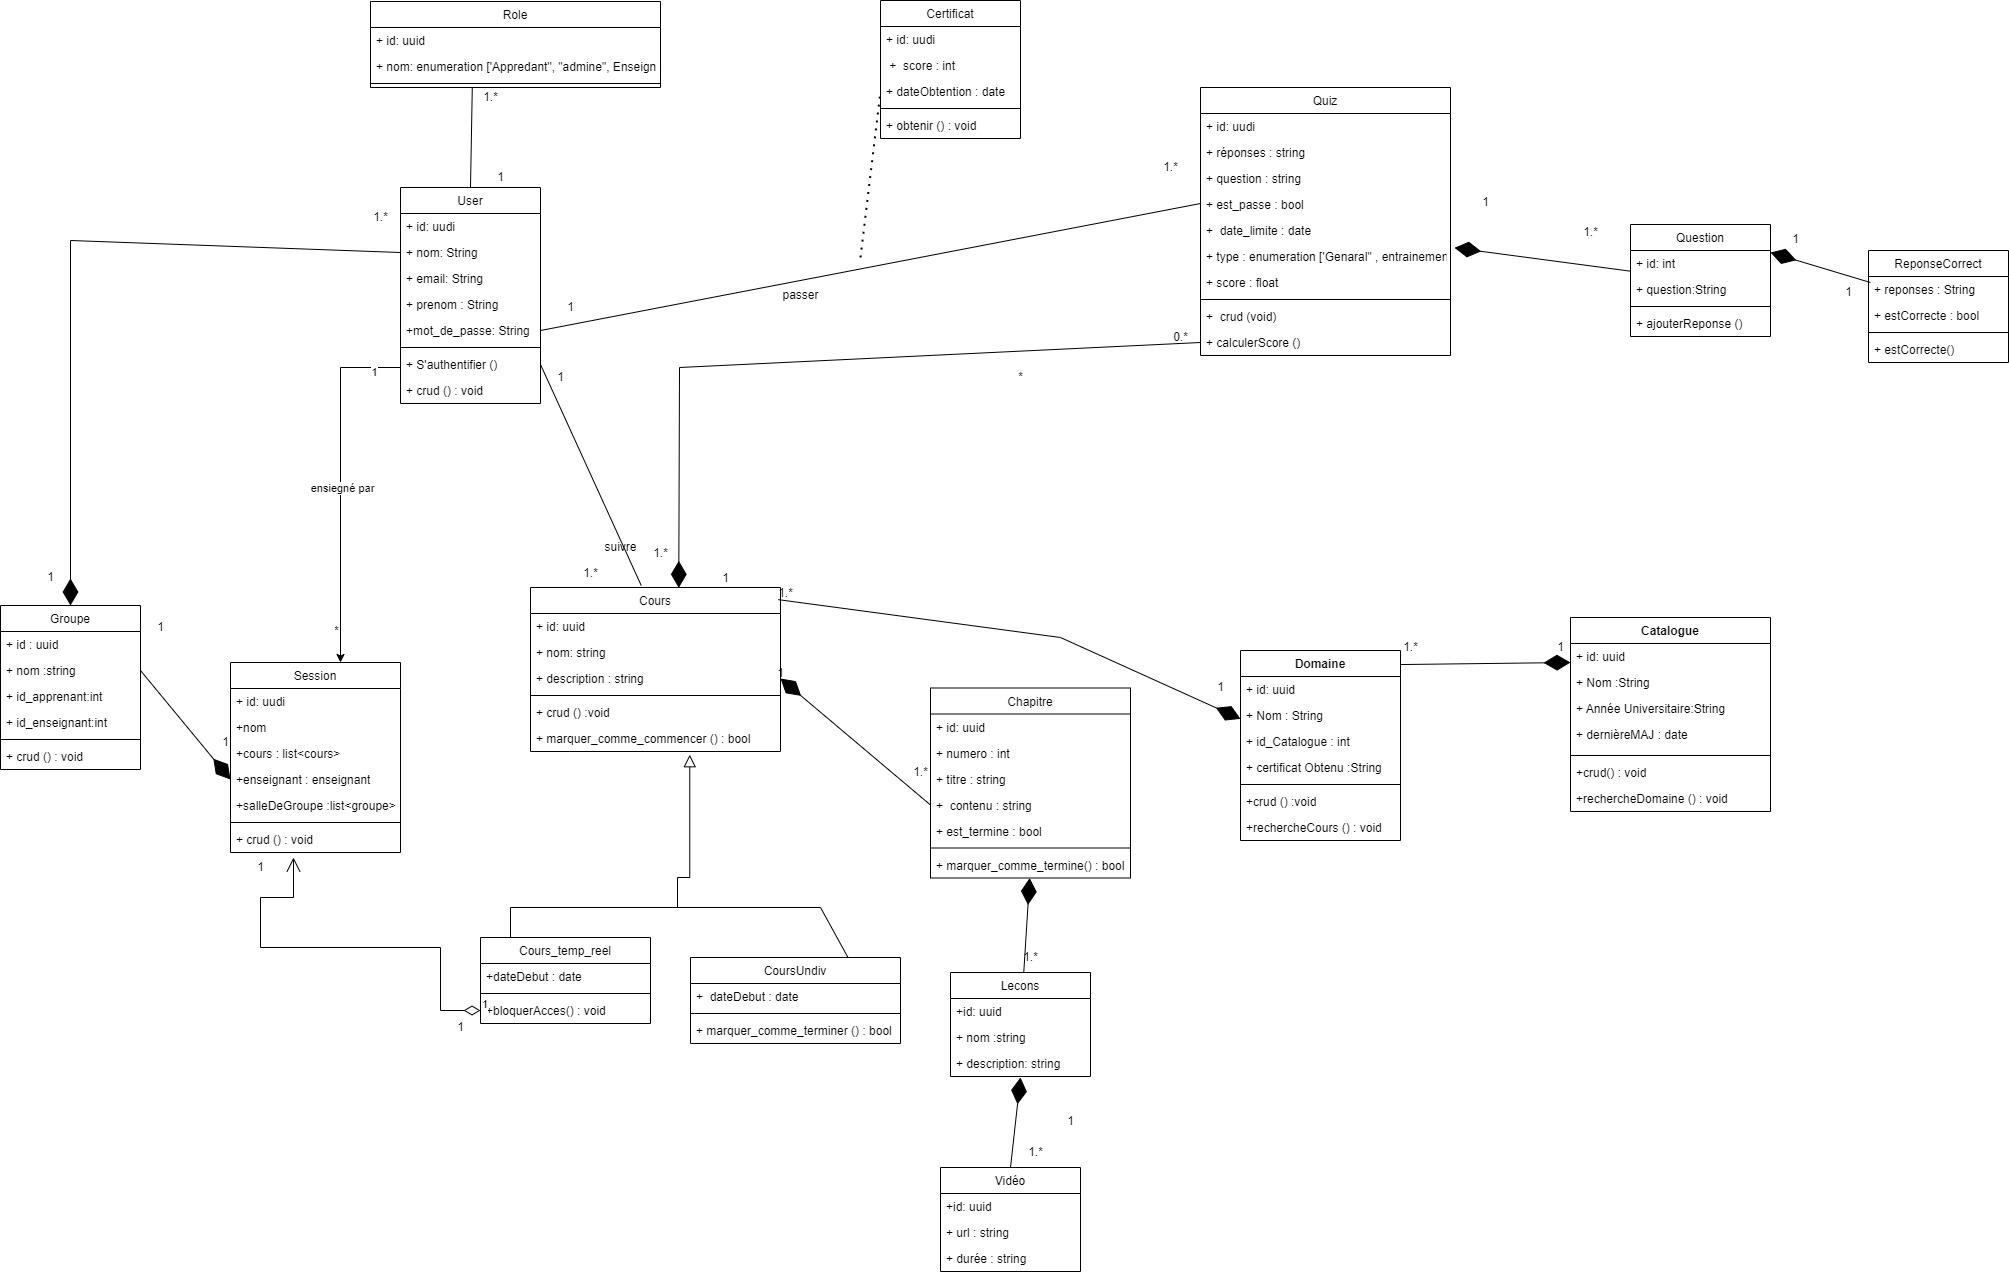 Role
+ id: uuid
+ nom: enumeration ['Appredant", "admine", Enseign
1.*
1
Certificat
+ id: uudi
+ score : int
+ dateObtention : date
+ obtenir () : void
Quiz
+ id: uudi
+ réponses : string
+ question : string
+ est_passe : bool
+ date_limite : date
+ type : enumeration ['Genaral" , entrainemer
+ score : float
+ crud (void)
+ calculerScore ()
1.*
1
1.*
Question
+ id: int
+ question:String
+ ajouterReponse ()
1
1
ReponseCorrect
+ reponses : String
+ estCorrecte : bool
+ estCorrecte()
User
+ id: uudi
+ nom: String
+ email: String
+ prenom : String
+mot_de_passe: String
+ S'authentifier ()
+ crud () : void
1.*
1
passer
0.*
*
1
1
ensiegné par
*
suivre
1.*
1.*
1
1.*
1
Groupe
+ id : uuid
+ nom :string
+ id_apprenant:int
+ id_enseignant:int
+ crud () : void
1
1
Session
+ id: uudi
+nom
+cours : list<cours>
+enseignant : enseignant
+salleDeGroupe :list<groupe>
+ crud () : void
1
Cours
+ id: uuid
+ nom: string
+ description : string
+ crud () :void
+ marquer_comme_commencer () : bool
1
1.*
Chapitre
+ id: uuid
+ numero : int
+ titre : string
+ contenu : string
+ est_termine : bool
+ marquer_comme_termine() : bool
1
Domaine
+ id: uuid
+ Nom : String
+ id_Catalogue : int
+ certificat Obtenu :String
+crud () :void
+rechercheCours () : void
1.*
1
Catalogue
+ id: uuid
+ Nom :String
+ Année Universitaire:String
+ dernièreMAJ : date
+crud() : void
+rechercheDomaine () : void
Cours_temp_reel
+dateDebut : date
+bloquerAcces() : void
1
1
CoursUndiv
+ dateDebut : date
+ marquer_comme_terminer () : bool
1.*
Lecons
+id: uuid
+ nom :string
+ description: string
1
1.*
Vidéo
+id: uuid
+ url : string
+ durée : string